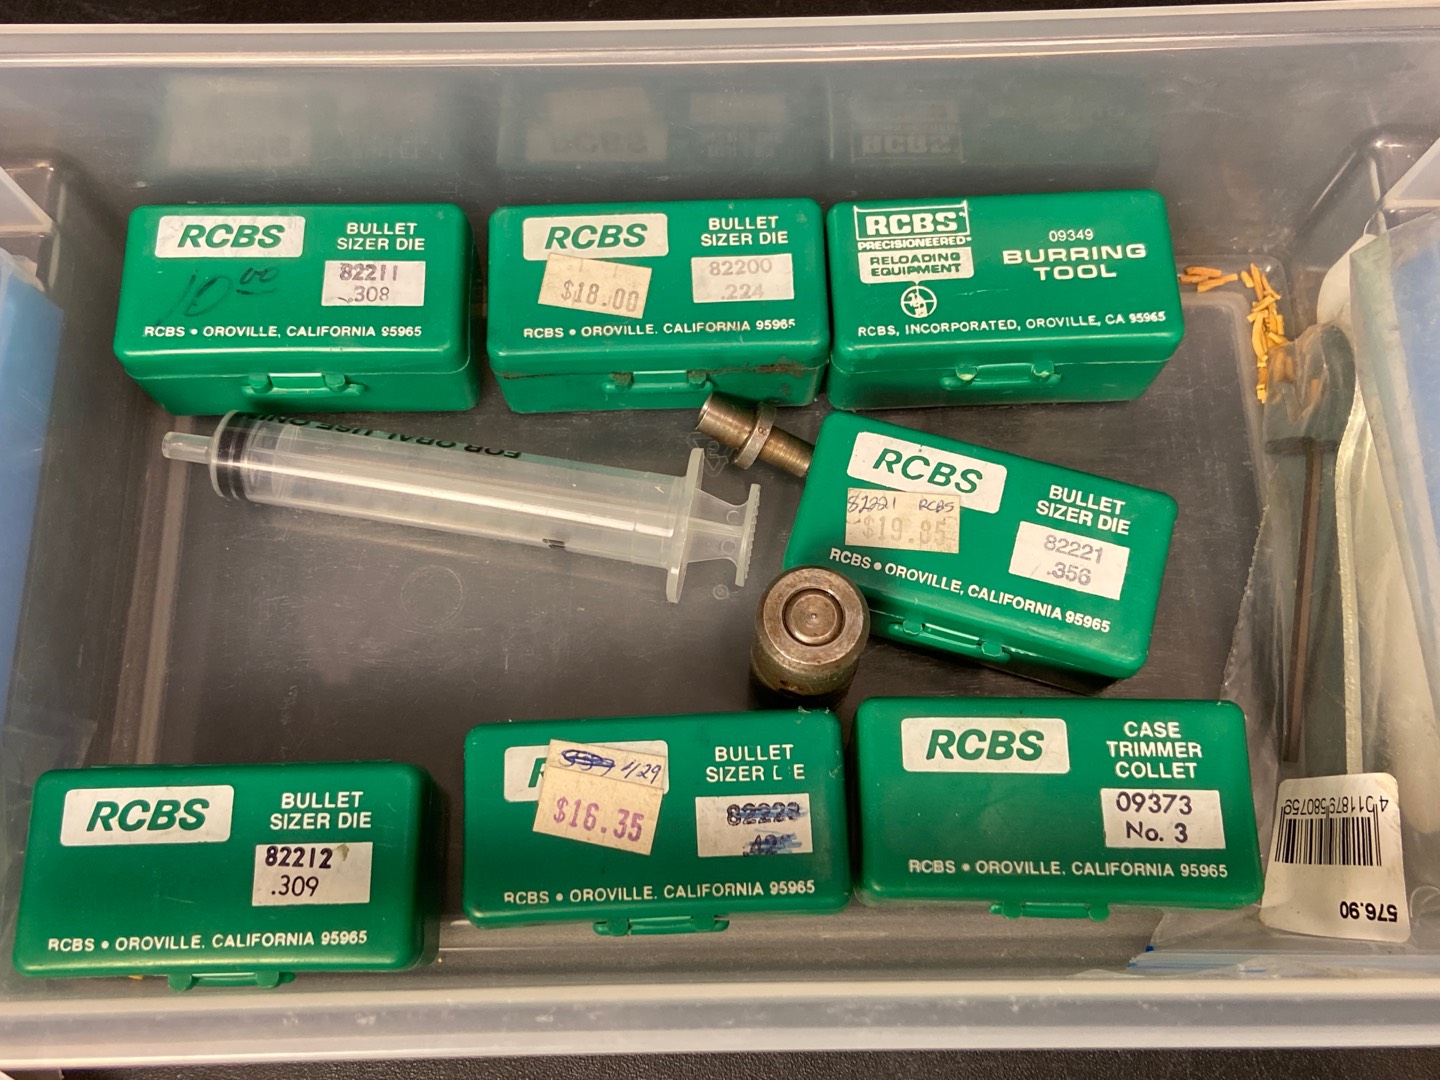 RCBS
BULLET
SIZER DIE
82211
.308
10.00
RCBS • OROVILLE, CALIFORNIA 95965
RCBS
BULLET
SIZER DIE
82200
.224
$18.00
RCBS • OROVILLE, CALIFORNIA 95965
RCBS
PRECISIONEERED
RELOADING
EQUIPMENT
09349
BURRING
TOOL
RCBS, INCORPORATED, OROVILLE, CA 95965
FOR ORAL USE ONLY
RCBS
82221 RCBS
$19.85
BULLET
SIZER DIE
82221
.356
RCBS • OROVILLE, CALIFORNIA 95965
RCBS
BULLET
SIZER DIE
82212
.309
RCBS • OROVILLE, CALIFORNIA 95965
$16.35
BULLET
SIZER D E
RCBS • OROVILLE, CALIFORNIA 95965
RCBS
CASE
TRIMMER
COLLET
09373
No. 3
RCBS • OROVILLE, CALIFORNIA 95965
4 011879 580759
576.90